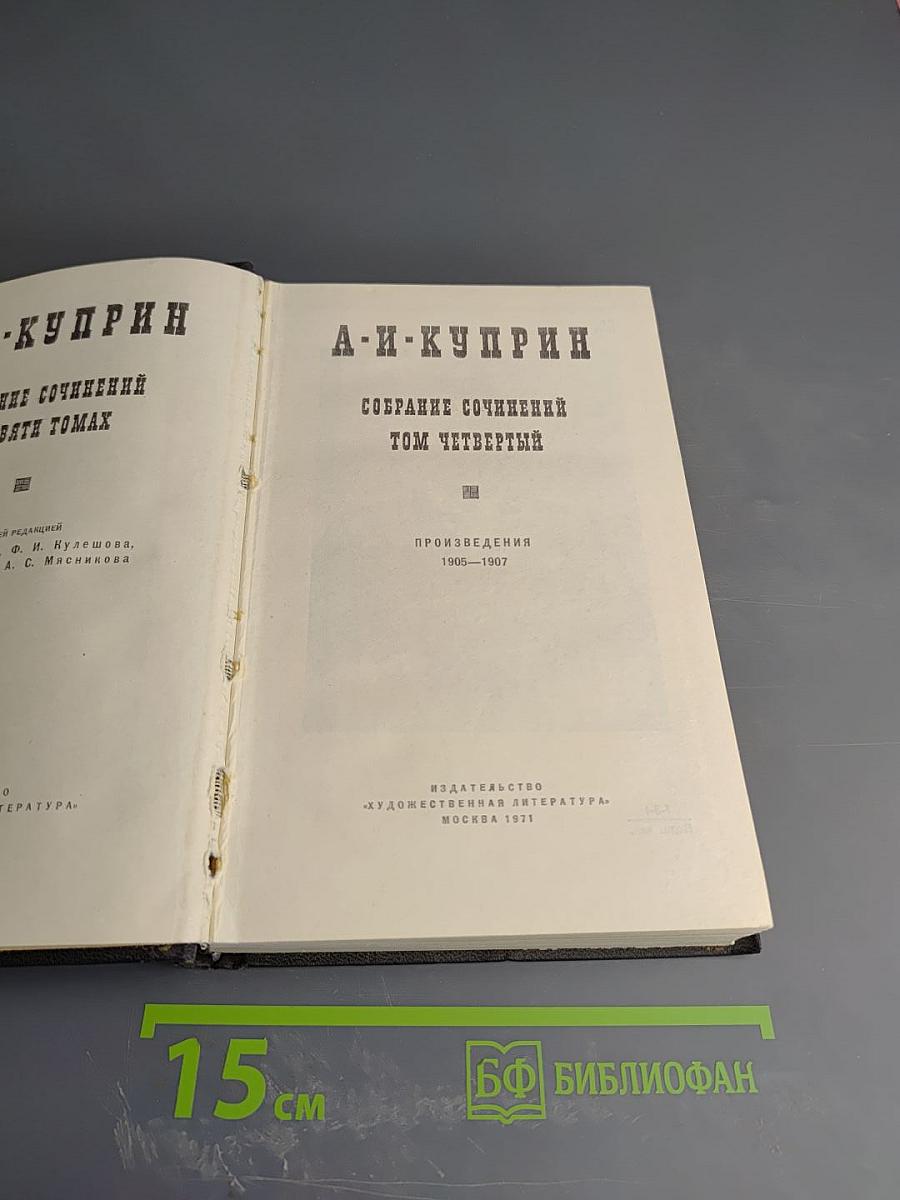 -КУПРИН
НИЕ СОЧИНЕНИЙ
ВЯТИ ТОМАХ
ЕЙ РЕДАКЦИЕЙ
Ф. И. Кулешова,
А. С. Мясникова
О
ТЕРАТУРА»
А-И-КУПРИН
СОБРАНИЕ СОЧИНЕНИЙ
ТОМ ЧЕТВЕРТЫЙ
ПРОИЗВЕДЕНИЯ
1905—1907
ИЗДАТЕЛЬСТВО
«ХУДОЖЕСТВЕННАЯ ЛИТЕРАТУРА»
МОСКВА 1971
15 см
БФ БИБЛИОФАН